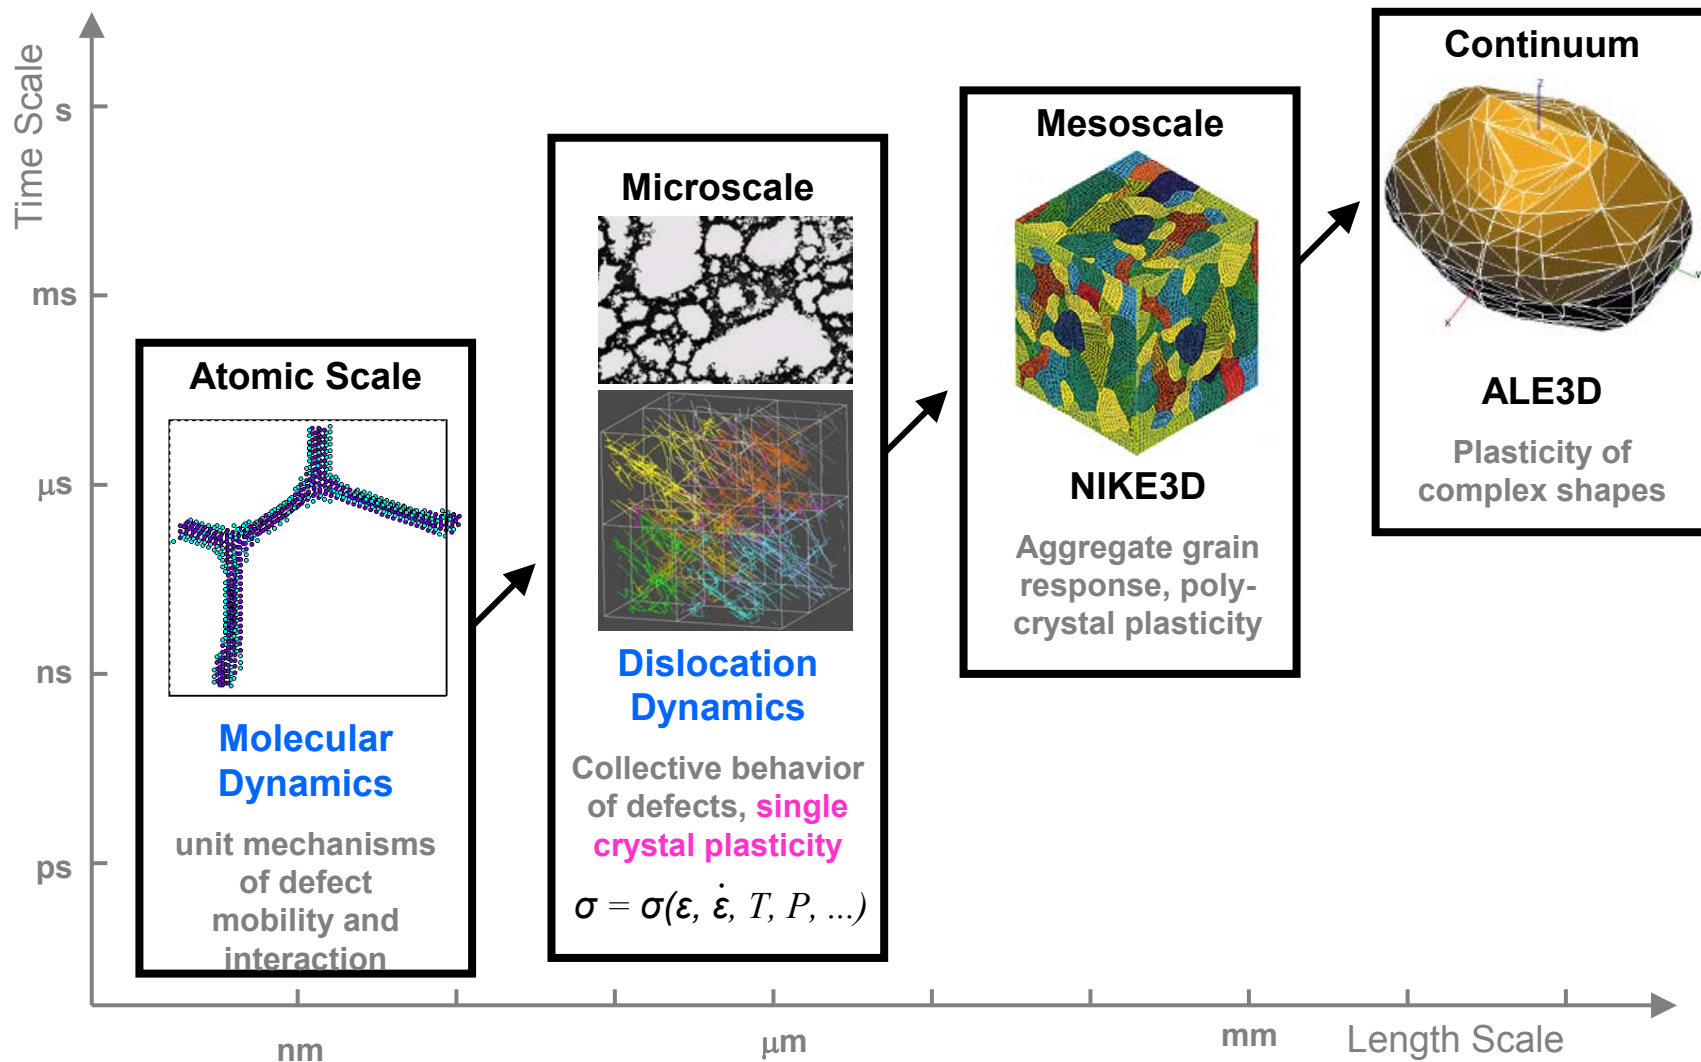 Time Scale
s
ms
μs
ns
ps
Atomic Scale
Molecular
Dynamics
unit mechanisms
of defect
mobility and
interaction
Microscale
Dislocation
Dynamics
Collective behavior
of defects, single
crystal plasticity
σ = σ(ε, ε̇, T, P, ...)
Mesoscale
NIKE3D
Aggregate grain
response, poly-
crystal plasticity
Continuum
Z
X
ALE3D
Plasticity of
complex shapes
nm
μm
mm
Length Scale